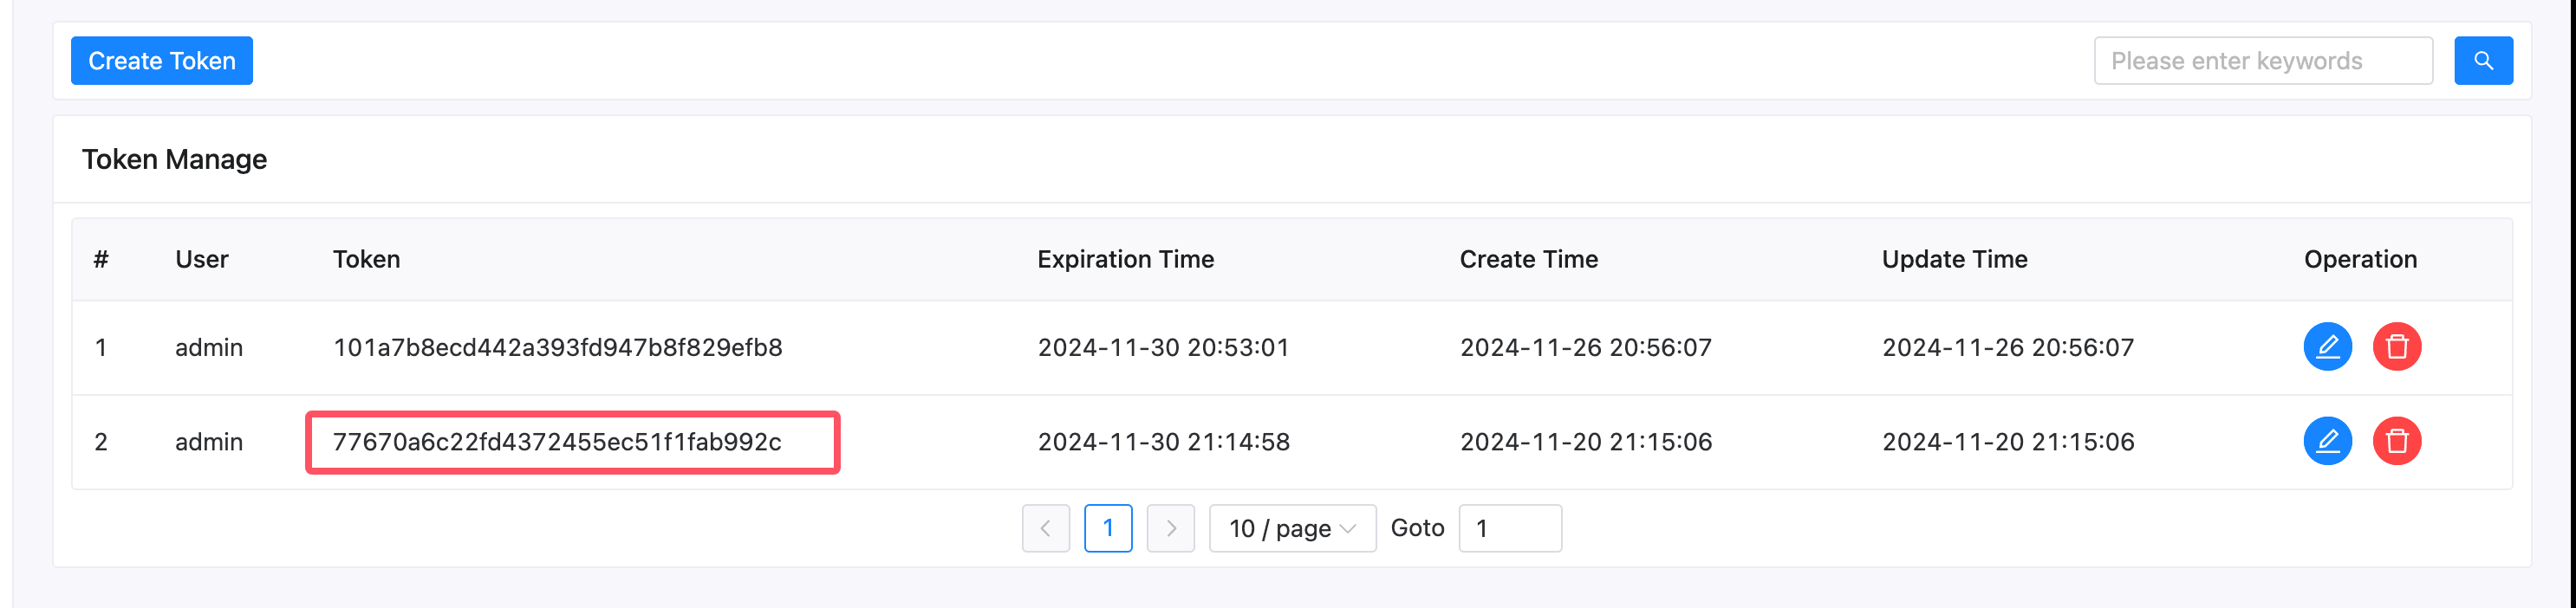 Create Token Please enter keywords
Token Manage
# User Token Expiration Time Create Time Update Time Operation
1 admin 101a7b8ecd442a393fd947b8f829efb8 2024-11-30 20:53:01 2024-11-26 20:56:07 2024-11-26 20:56:07
2 admin 77670a6c22fd4372455ec51f1fab992c 2024-11-30 21:14:58 2024-11-20 21:15:06 2024-11-20 21:15:06
1 10 / page Goto 1